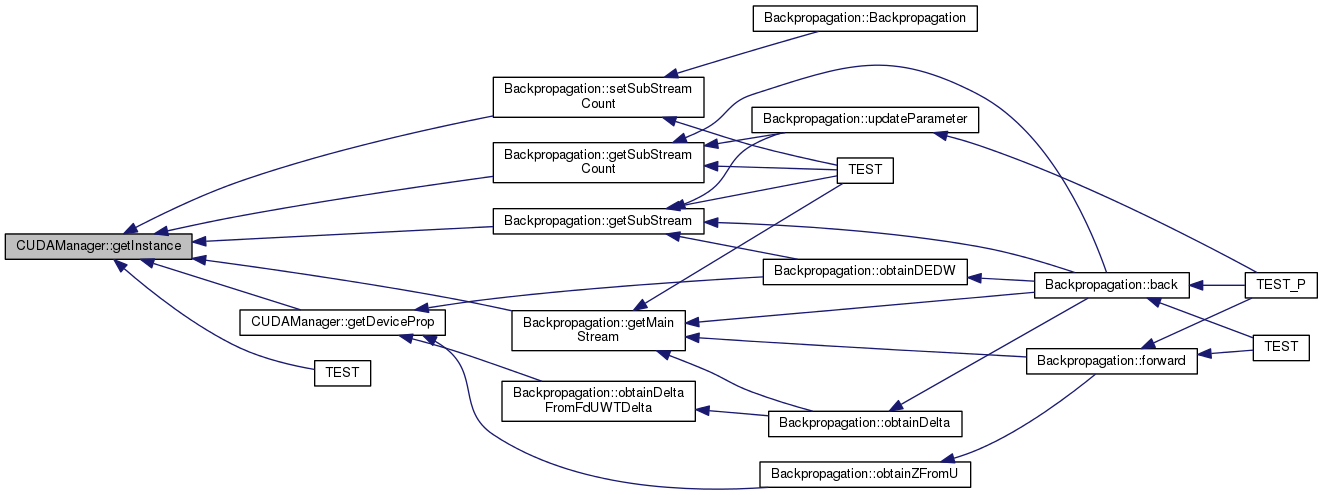 CUDAManager::getInstance
Backpropagation::setSubStream
Count
Backpropagation::getSubStream
Count
Backpropagation::getSubStream
CUDAManager::getDeviceProp
Backpropagation::getMain
Stream
TEST
Backpropagation::obtainDelta
FromFdUWTDelta
Backpropagation::Backpropagation
Backpropagation::updateParameter
TEST
Backpropagation::obtainDEDW
Backpropagation::obtainDelta
Backpropagation::obtainZFromU
Backpropagation::back
Backpropagation::forward
TEST_P
TEST